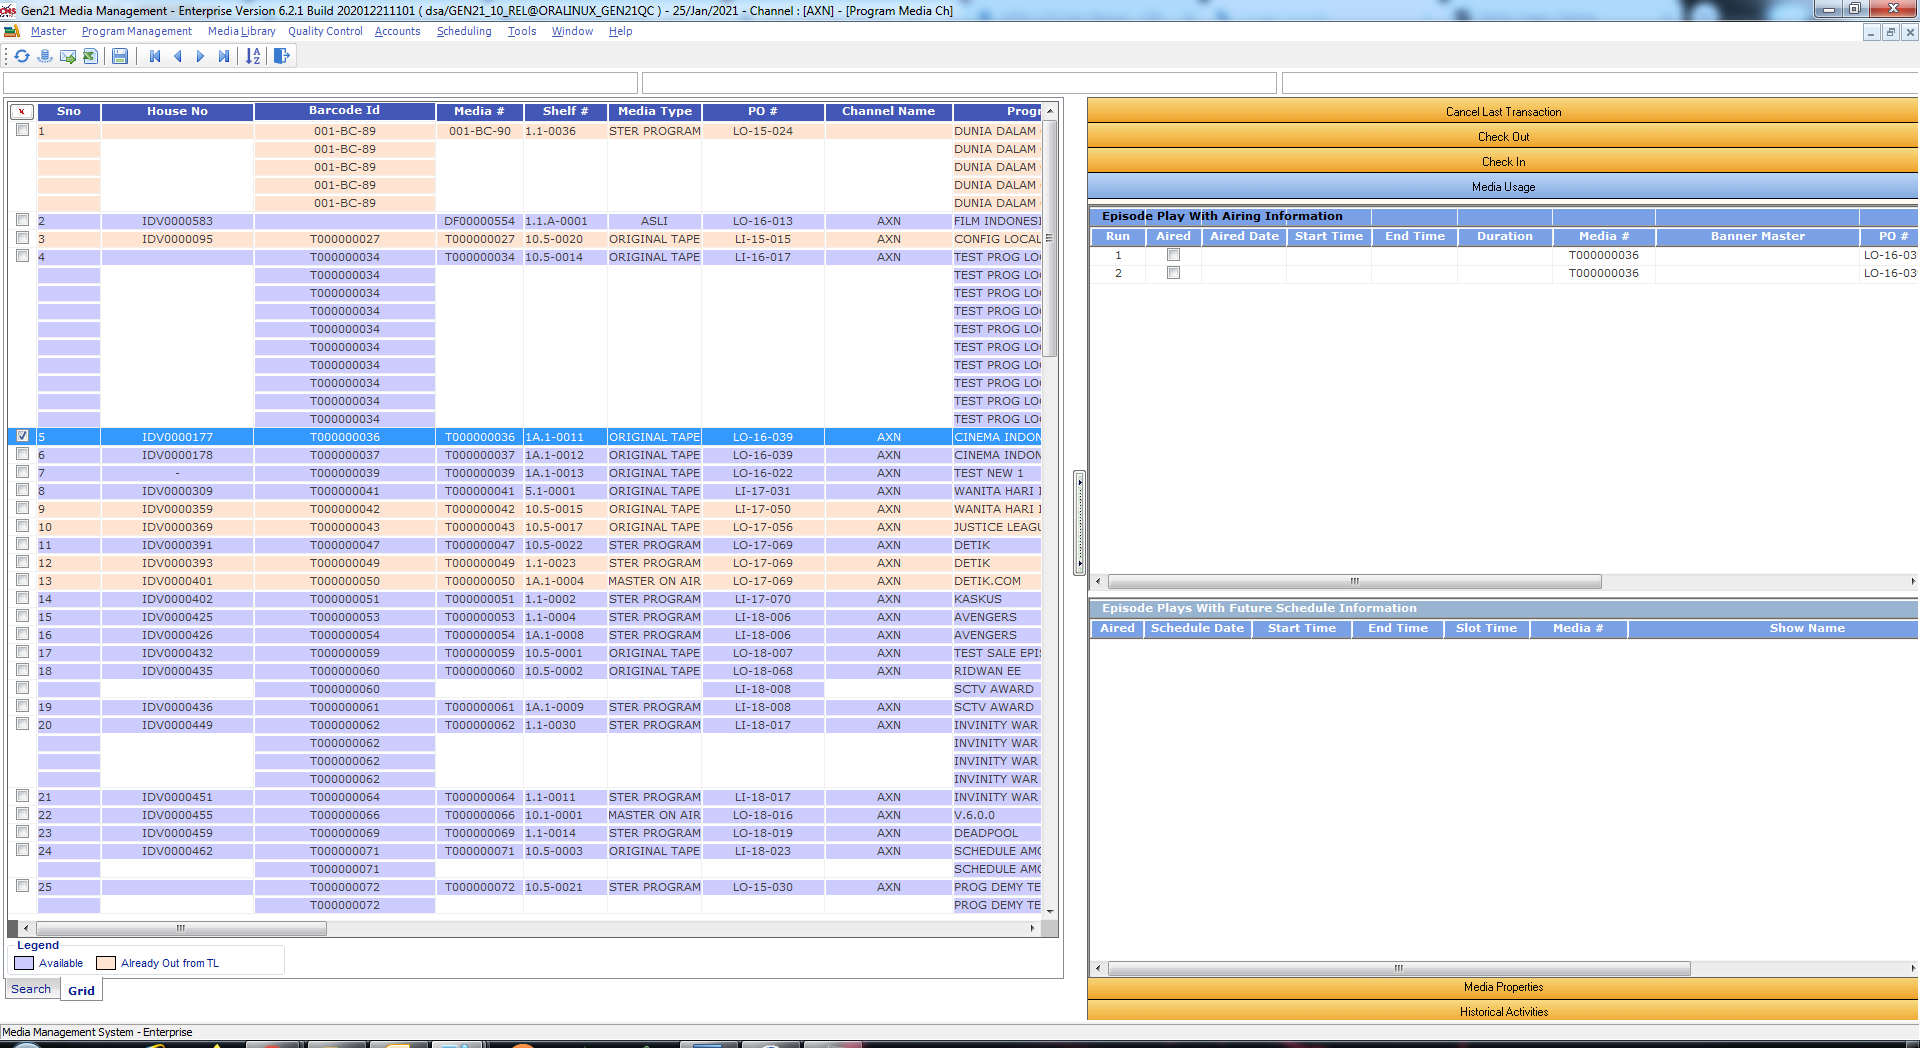 Gen21 Media Management - Enterprise Version 6.2.1 Build 202012211101 ( dsa/GEN21_10_REL@ORALINUX_GEN21QC ) - 25/Jan/2021 - Channel : [AXN] - [Program Media Ch]
Master Program Management Media Library Quality Control Accounts Scheduling Tools Window Help
x Sno House No Barcode Id Media # Shelf # Media Type PO # Channel Name Progr
1 001-BC-89 001-BC-90 1.1-0036 STER PROGRAM LO-15-024 DUNIA DALAM
001-BC-89 DUNIA DALAM
001-BC-89 DUNIA DALAM
001-BC-89 DUNIA DALAM
001-BC-89 DUNIA DALAM
2 IDV0000583 DF00000554 1.1.A-0001 ASLI LO-16-013 AXN FILM INDONESI
3 IDV0000095 T000000027 T000000027 10.5-0020 ORIGINAL TAPE LI-15-015 AXN CONFIG LOCAL
4 T000000034 T000000034 10.5-0014 ORIGINAL TAPE LI-16-017 AXN TEST PROG LO
T000000034 TEST PROG LO
T000000034 TEST PROG LO
T000000034 TEST PROG LO
T000000034 TEST PROG LO
T000000034 TEST PROG LO
T000000034 TEST PROG LO
T000000034 TEST PROG LO
T000000034 TEST PROG LO
T000000034 TEST PROG LO
5 IDV0000177 T000000036 T000000036 1A.1-0011 ORIGINAL TAPE LO-16-039 AXN CINEMA INDON
6 IDV0000178 T000000037 T000000037 1A.1-0012 ORIGINAL TAPE LO-16-039 AXN CINEMA INDON
7 - T000000039 T000000039 1A.1-0013 ORIGINAL TAPE LO-16-022 AXN TEST NEW 1
8 IDV0000309 T000000041 T000000041 5.1-0001 ORIGINAL TAPE LI-17-031 AXN WANITA HARI I
9 IDV0000359 T000000042 T000000042 10.5-0015 ORIGINAL TAPE LI-17-050 AXN WANITA HARI I
10 IDV0000369 T000000043 T000000043 10.5-0017 ORIGINAL TAPE LO-17-056 AXN JUSTICE LEAGU
11 IDV0000391 T000000047 T000000047 10.5-0022 STER PROGRAM LO-17-069 AXN DETIK
12 IDV0000393 T000000049 T000000049 1.1-0023 STER PROGRAM LO-17-069 AXN DETIK
13 IDV0000401 T000000050 T000000050 1A.1-0004 MASTER ON AIR LO-17-069 AXN DETIK.COM
14 IDV0000402 T000000051 T000000051 1.1-0002 STER PROGRAM LI-17-070 AXN KASKUS
15 IDV0000425 T000000053 T000000053 1.1-0004 STER PROGRAM LI-18-006 AXN AVENGERS
16 IDV0000426 T000000054 T000000054 1A.1-0008 STER PROGRAM LI-18-006 AXN AVENGERS
17 IDV0000432 T000000059 T000000059 10.5-0001 ORIGINAL TAPE LO-18-007 AXN TEST SALE EPI
18 IDV0000435 T000000060 T000000060 10.5-0002 ORIGINAL TAPE LO-18-068 AXN RIDWAN EE
T000000060 LI-18-008 SCTV AWARD
19 IDV0000436 T000000061 T000000061 1A.1-0009 STER PROGRAM LI-18-008 AXN SCTV AWARD
20 IDV0000449 T000000062 T000000062 1.1-0030 STER PROGRAM LI-18-017 AXN INVINITY WAR
T000000062 INVINITY WAR
T000000062 INVINITY WAR
T000000062 INVINITY WAR
21 IDV0000451 T000000064 T000000064 1.1-0011 STER PROGRAM LI-18-017 AXN INVINITY WAR
22 IDV0000455 T000000066 T000000066 10.1-0001 MASTER ON AIR LO-18-016 AXN V.6.0.0
23 IDV0000459 T000000069 T000000069 1.1-0014 STER PROGRAM LO-18-019 AXN DEADPOOL
24 IDV0000462 T000000071 T000000071 10.5-0003 ORIGINAL TAPE LI-18-023 AXN SCHEDULE AMO
T000000071 SCHEDULE AMO
25 T000000072 T000000072 10.5-0021 STER PROGRAM LO-15-030 AXN PROG DEMY TE
T000000072 PROG DEMY TE
Legend
Available Already Out from TL
Search Grid
Cancel Last Transaction
Check Out
Check In
Media Usage
Episode Play With Airing Information
Run Aired Aired Date Start Time End Time Duration Media # Banner Master PO #
1 T000000036 LO-16-03
2 T000000036 LO-16-03
Episode Plays With Future Schedule Information
Aired Schedule Date Start Time End Time Slot Time Media # Show Name
Media Properties
Historical Activities
Media Management System - Enterprise